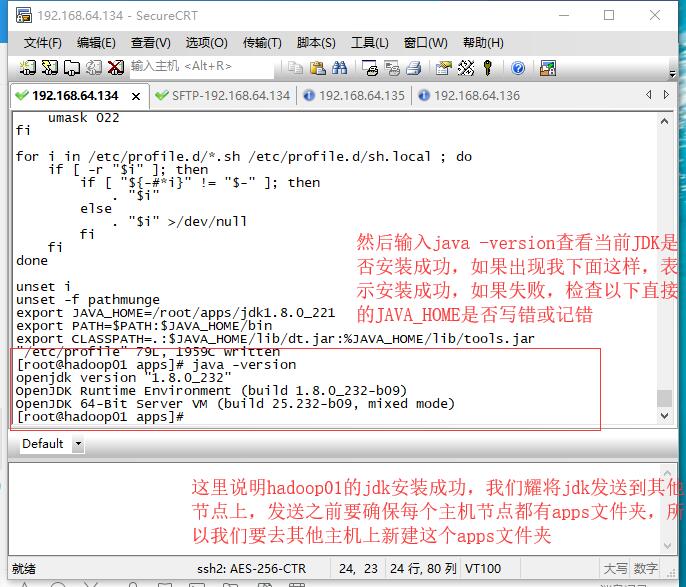 192.168.64.134 - SecureCRT
文件(F) 编辑(E) 查看(V) 选项(O) 传输(T) 脚本(S) 工具(L) 窗口(W) 帮助(H)
输入主机 <Alt+R>
192.168.64.134 SFTP-192.168.64.134 192.168.64.135 192.168.64.136
umask 022
fi
for i in /etc/profile.d/*.sh /etc/profile.d/sh.local ; do
if [ -r "$i" ]; then
if [ "${-#*i}" != "$-" ]; then
. "$i"
else
. "$i" >/dev/null
fi
fi
done
然后输入java -version查看当前JDK是
否安装成功，如果出现我下面这样，表
示安装成功，如果失败，检查以下直接
的JAVA_HOME是否写错或记错
unset i
unset -f pathmunge
export JAVA_HOME=/root/apps/jdk1.8.0_221
export PATH=$PATH:$JAVA_HOME/bin
export CLASSPATH=.:$JAVA_HOME/lib/dt.jar:%JAVA_HOME/lib/tools.jar
"/etc/profile" 79L, 1959C written
[root@hadoop01 apps]# java -version
openjdk version "1.8.0_232"
OpenJDK Runtime Environment (build 1.8.0_232-b09)
OpenJDK 64-Bit Server VM (build 25.232-b09, mixed mode)
[root@hadoop01 apps]#
Default
这里说明hadoop01的jdk安装成功，我们耀将jdk发送到其他
节点上，发送之前要确保每个主机节点都有apps文件夹，所
以我们要去其他主机上新建这个apps文件夹
就绪 ssh2: AES-256-CTR 24, 23 24 行, 80 列 VT100 大写 数字